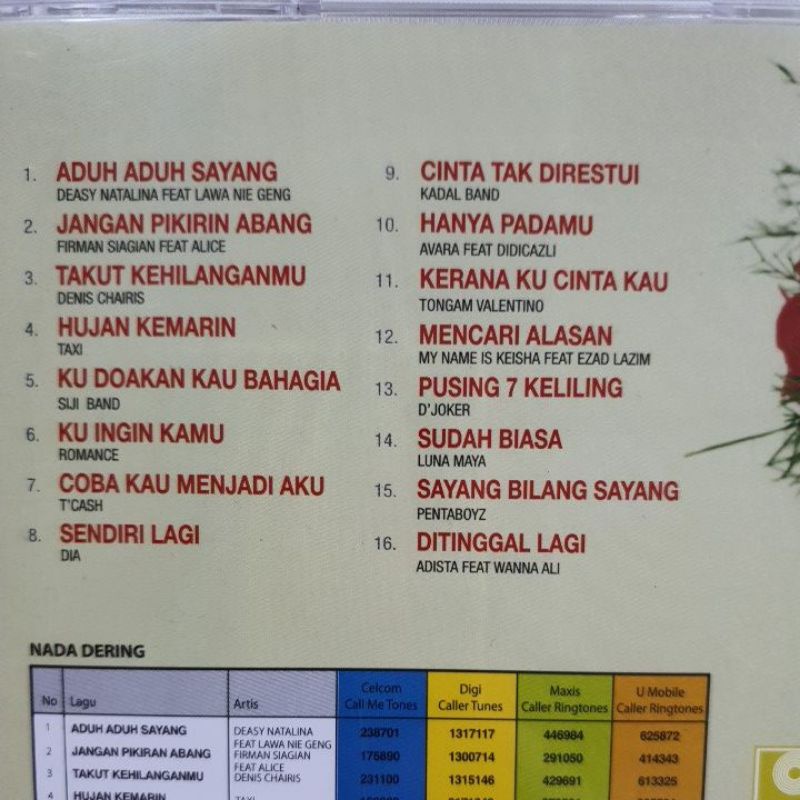 1. ADUH ADUH SAYANG
DEASY NATALINA FEAT LAWA NIE GENG
2. JANGAN PIKIRIN ABANG
FIRMAN SIAGIAN FEAT ALICE
3. TAKUT KEHILANGANMU
DENIS CHAIRIS
4. HUJAN KEMARIN
TAXI
5. KU DOAKAN KAU BAHAGIA
SIJI BAND
6. KU INGIN KAMU
ROMANCE
7. COBA KAU MENJADI AKU
T'CASH
8. SENDIRI LAGI
DIA
9. CINTA TAK DIRESTUI
KADAL BAND
10. HANYA PADAMU
AVARA FEAT DIDICAZLI
11. KERANA KU CINTA KAU
TONGAM VALENTINO
12. MENCARI ALASAN
MY NAME IS KEISHA FEAT EZAD LAZIM
13. PUSING 7 KELILING
D'JOKER
14. SUDAH BIASA
LUNA MAYA
15. SAYANG BILANG SAYANG
PENTABOYZ
16. DITINGGAL LAGI
ADISTA FEAT WANNA ALI
NADA DERING
No Lagu Artis Celcom Call Me Tones Digi Caller Tunes Maxis Caller Ringtones U Mobile Caller Ringtones
1 ADUH ADUH SAYANG DEASY NATALINA FEAT LAWA NIE GENG 238701 1317117 446984 625872
2 JANGAN PIKIRAN ABANG FIRMAN SIAGIAN FEAT ALICE 175890 1300714 291050 414343
3 TAKUT KEHILANGANMU DENIS CHAIRIS 231100 1315146 429691 613325
4 HUJAN KEMARIN TAXI